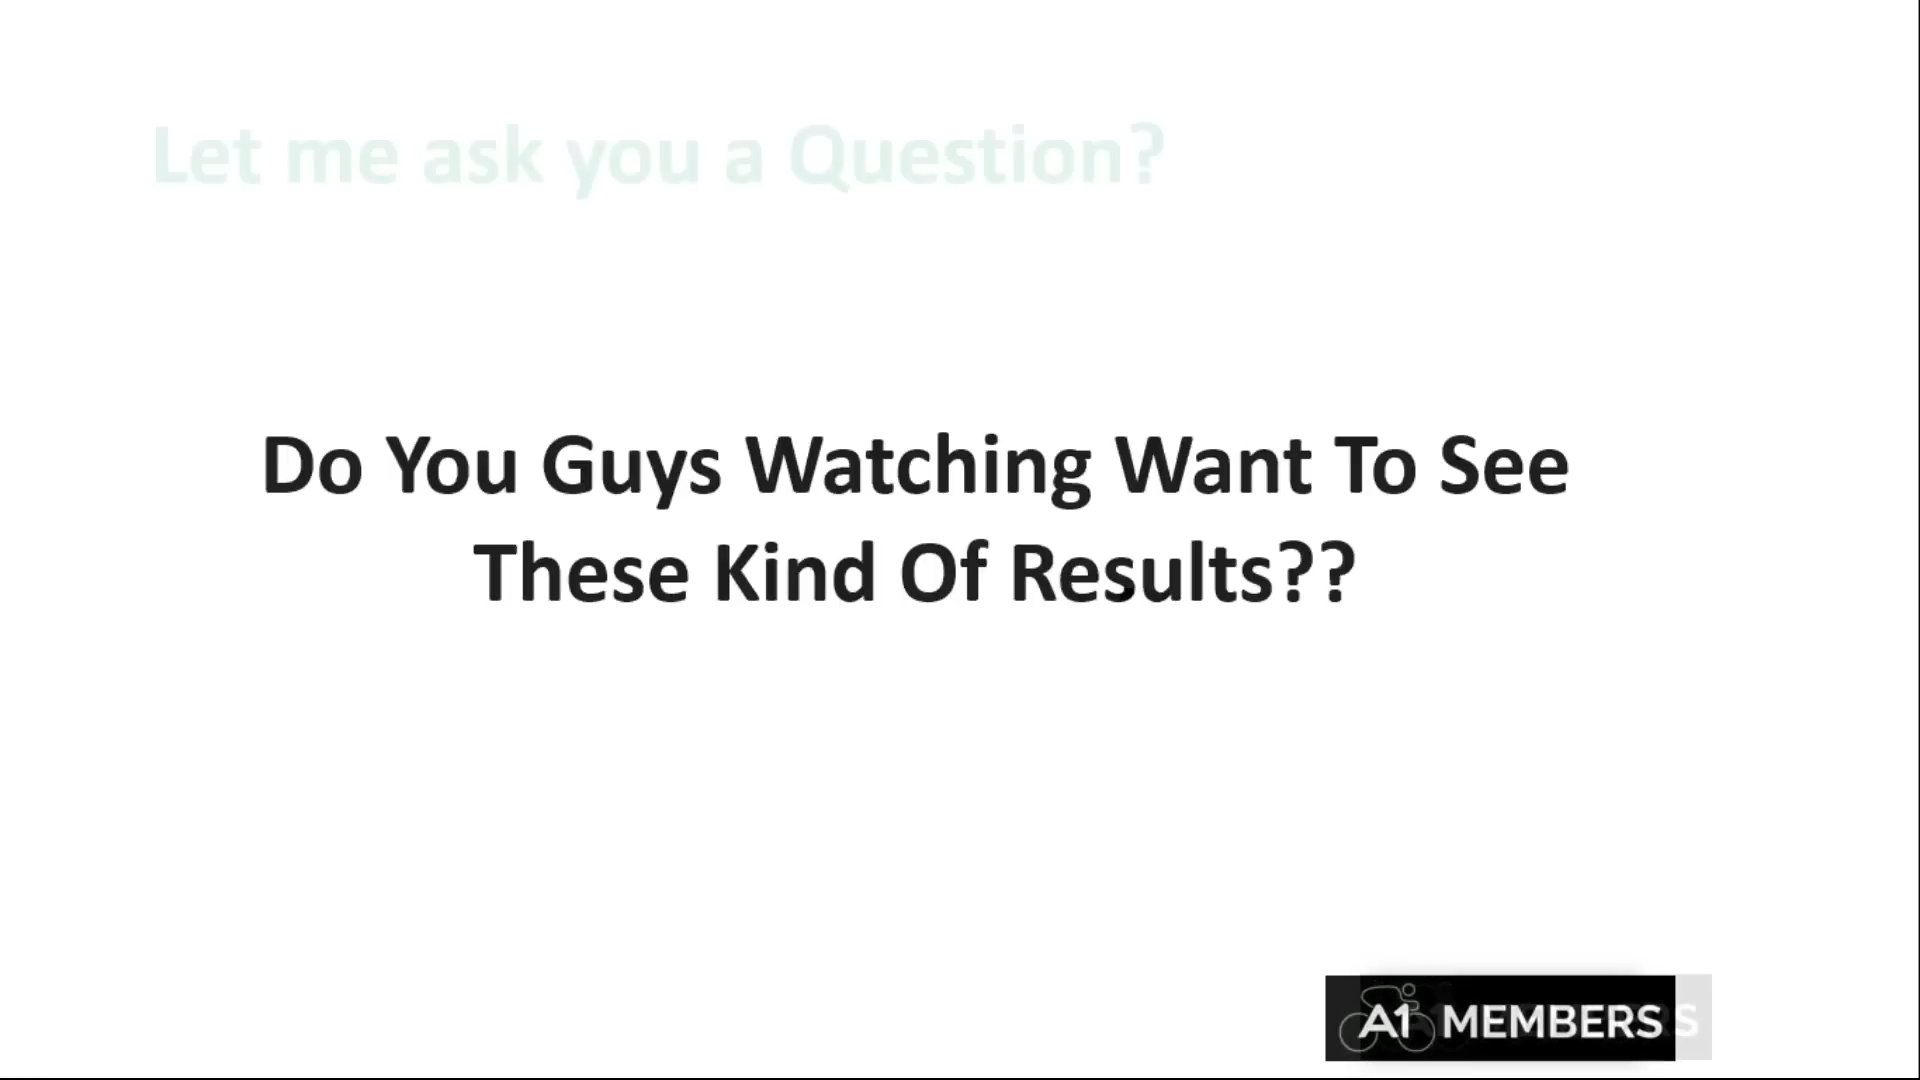 Let me ask you a Question?
Do You Guys Watching Want To See
These Kind Of Results??
A1 MEMBERS